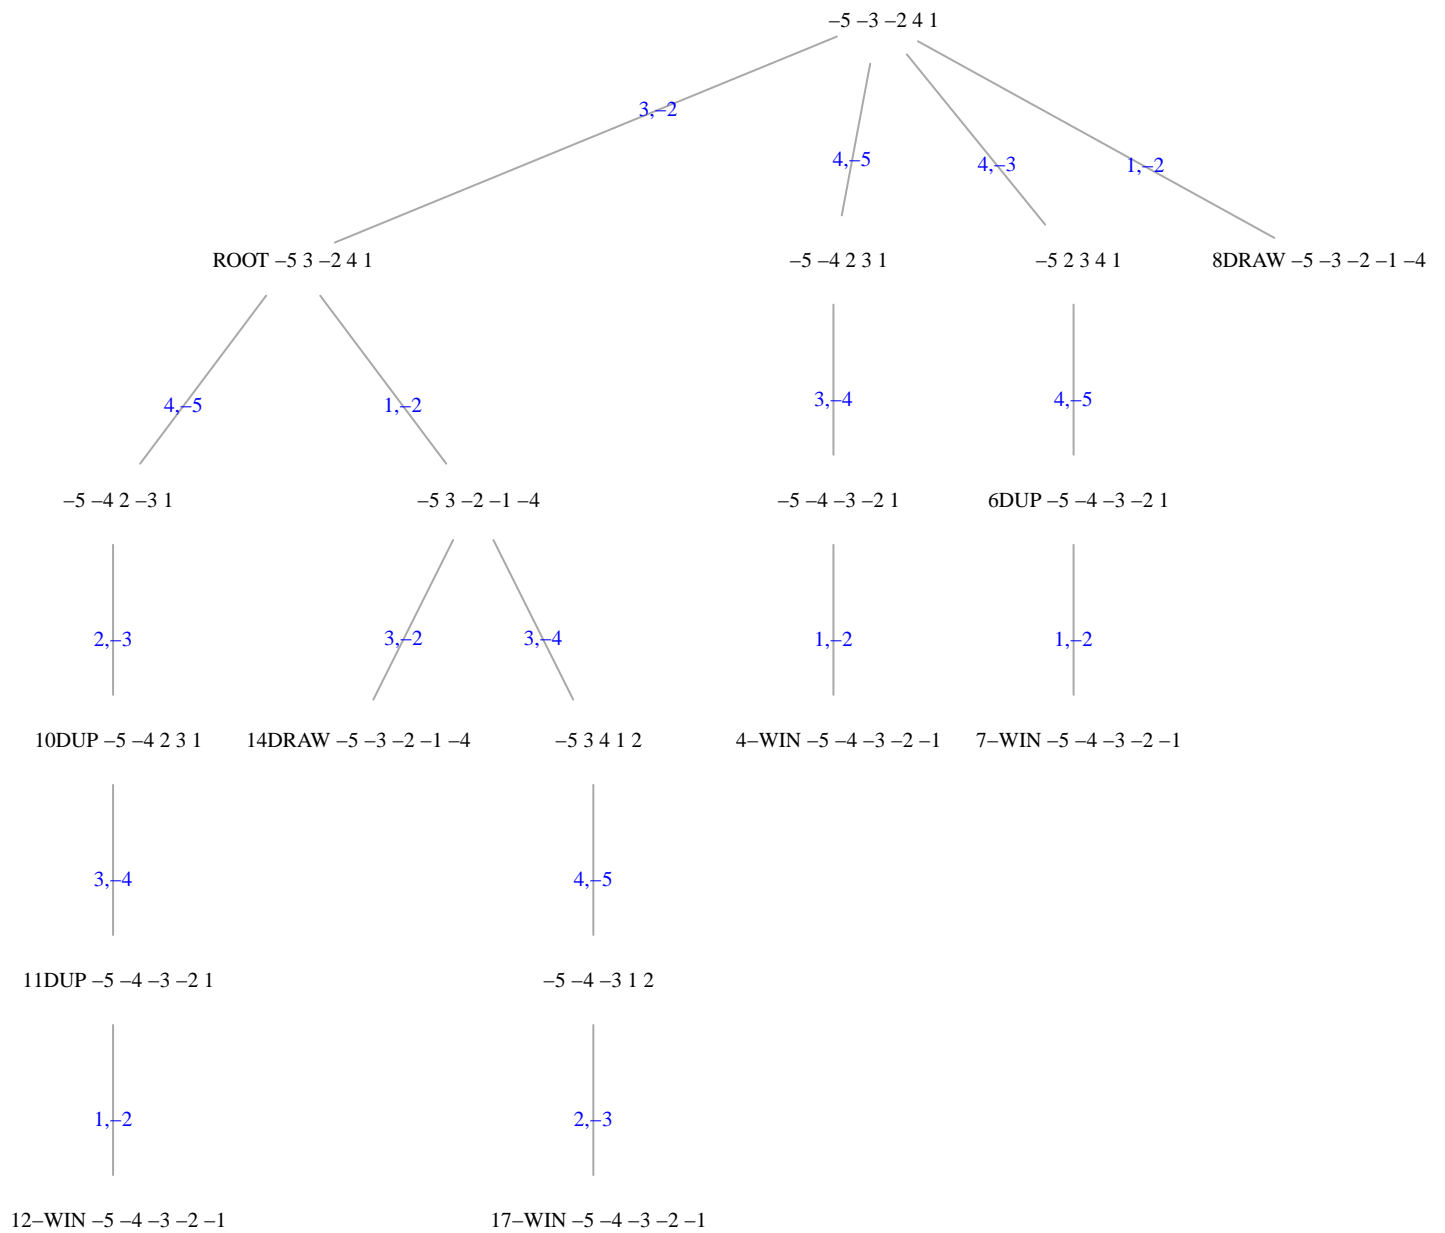 –5 –3 –2 4 1
3,–2
4,–5
4,–3
1,–2
ROOT –5 3 –2 4 1
–5 –4 2 3 1
–5 2 3 4 1
8DRAW –5 –3 –2 –1 –4
4,–5
1,–2
3,–4
4,–5
–5 –4 2 –3 1
–5 3 –2 –1 –4
–5 –4 –3 –2 1
6DUP –5 –4 –3 –2 1
2,–3
3,–2
3,–4
1,–2
1,–2
10DUP –5 –4 2 3 1
14DRAW –5 –3 –2 –1 –4
–5 3 4 1 2
4–WIN –5 –4 –3 –2 –1
7–WIN –5 –4 –3 –2 –1
3,–4
4,–5
11DUP –5 –4 –3 –2 1
–5 –4 –3 1 2
1,–2
2,–3
12–WIN –5 –4 –3 –2 –1
17–WIN –5 –4 –3 –2 –1